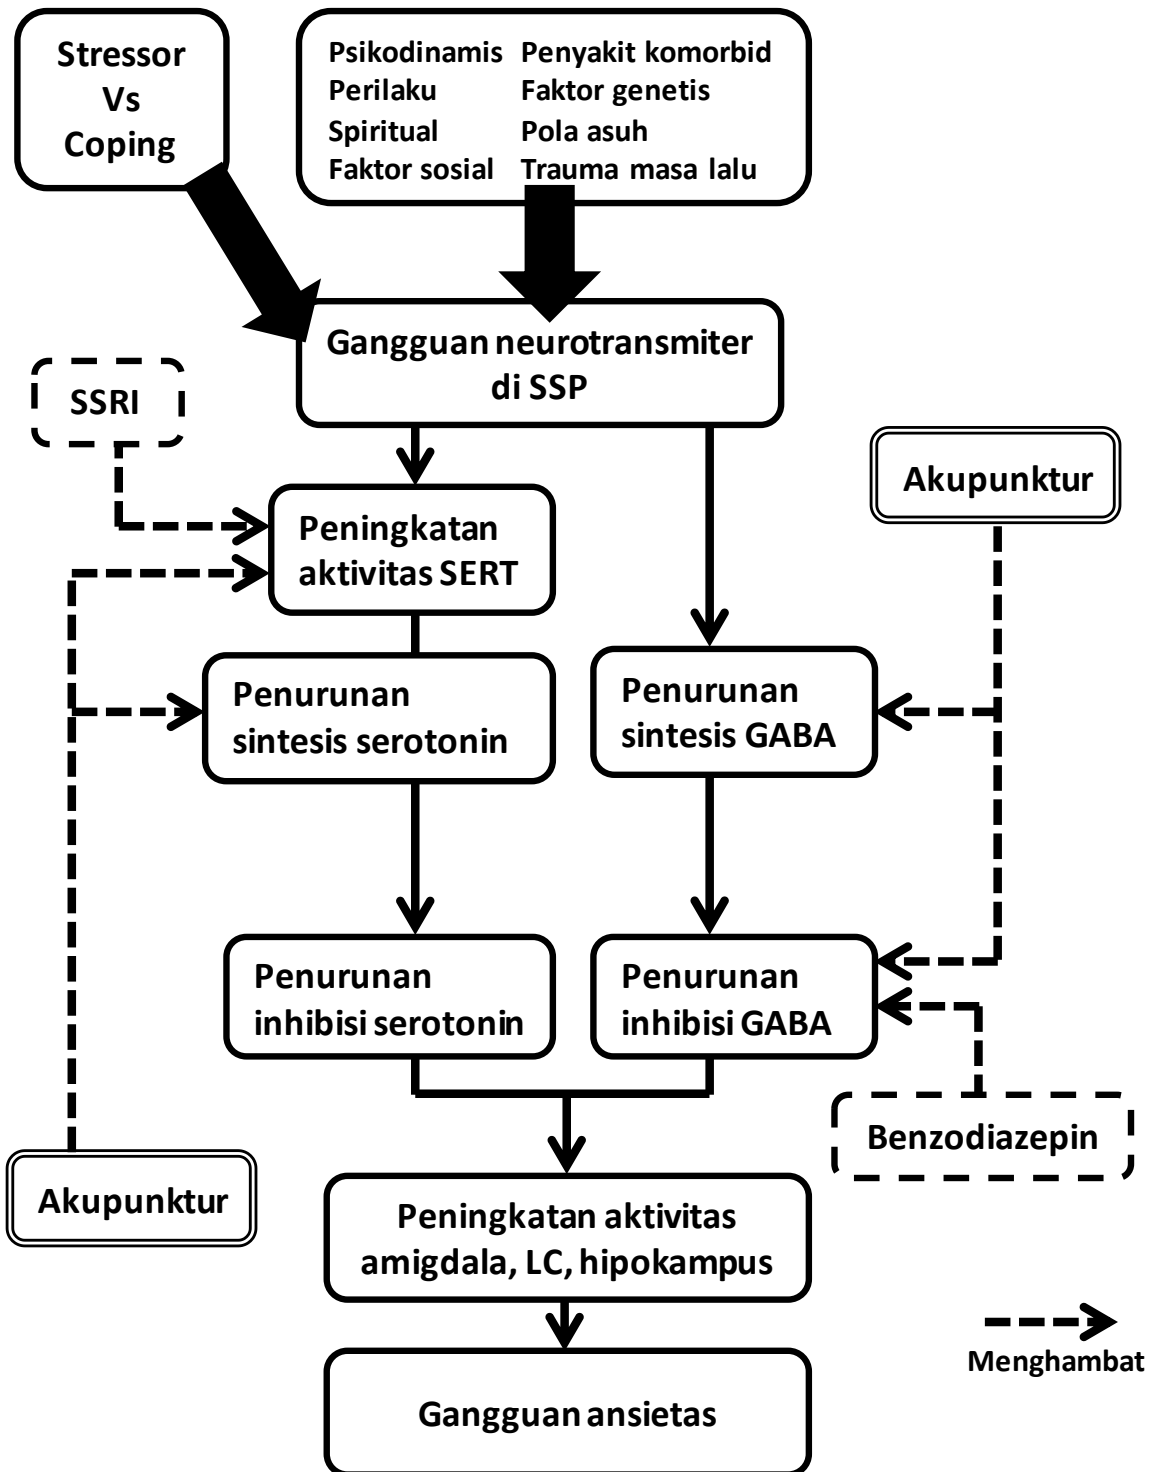 Stressor
Vs
Coping
Psikodinamis Penyakit komorbid
Perilaku Faktor genetis
Spiritual Pola asuh
Faktor sosial Trauma masa lalu
Gangguan neurotransmiter
di SSP
SSRI
Akupunktur
Peningkatan
aktivitas SERT
Penurunan
sintesis serotonin
Penurunan
sintesis GABA
Penurunan
inhibisi serotonin
Penurunan
inhibisi GABA
Benzodiazepin
Akupunktur
Peningkatan aktivitas
amigdala, LC, hipokampus
Menghambat
Gangguan ansietas